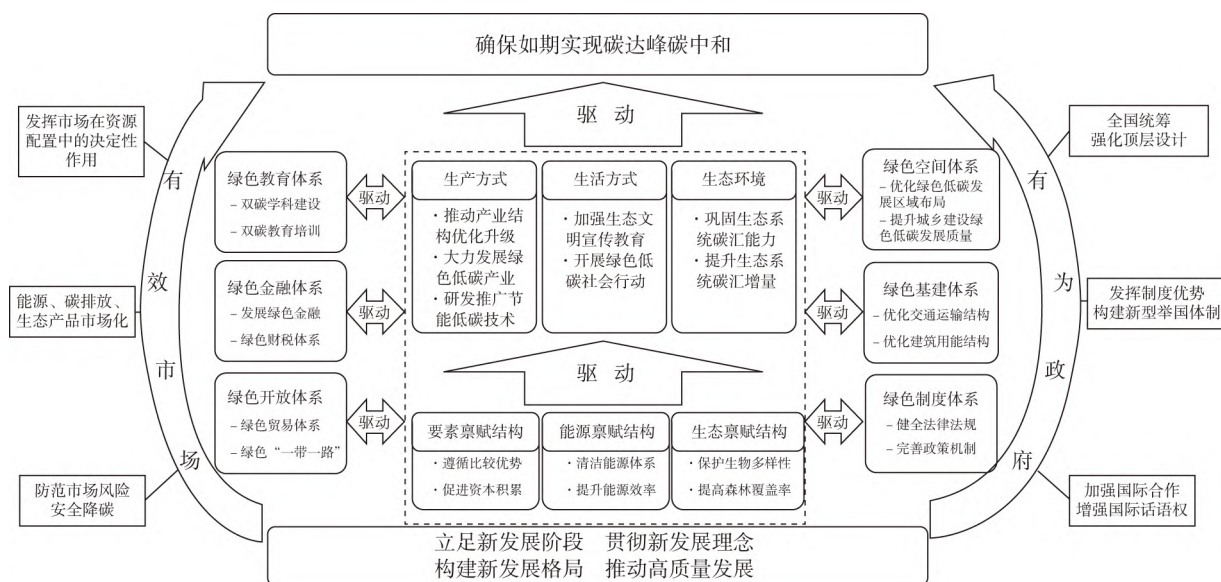 确保如期实现碳达峰碳中和
驱 动
发挥市场在资源
配置中的决定性
作用
能源、碳排放、
生态产品市场化
防范市场风险
安全降碳
有
效
市
场
绿色教育体系
– 双碳学科建设
– 双碳教育培训
驱动
绿色金融体系
– 发展绿色金融
– 绿色财税体系
驱动
绿色开放体系
– 绿色贸易体系
– 绿色“一带一路”
驱动
生产方式
· 推动产业结
构优化升级
· 大力发展绿
色低碳产业
· 研发推广节
能低碳技术
生活方式
· 加强生态文
明宣传教育
· 开展绿色低
碳社会行动
生态环境
· 巩固生态系
统碳汇能力
· 提升生态系
统碳汇增量
驱 动
要素禀赋结构
· 遵循比较优势
· 促进资本积累
能源禀赋结构
· 清洁能源体系
· 提升能源效率
生态禀赋结构
· 保护生物多样性
· 提高森林覆盖率
驱动
绿色空间体系
– 优化绿色低碳发
展区域布局
– 提升城乡建设绿
色低碳发展质量
驱动
绿色基建体系
– 优化交通运输结构
– 优化建筑用能结构
驱动
绿色制度体系
– 健全法律法规
– 完善政策机制
有
为
政
府
全国统筹
强化顶层设计
发挥制度优势
构建新型举国体制
加强国际合作
增强国际话语权
立足新发展阶段 贯彻新发展理念
构建新发展格局 推动高质量发展